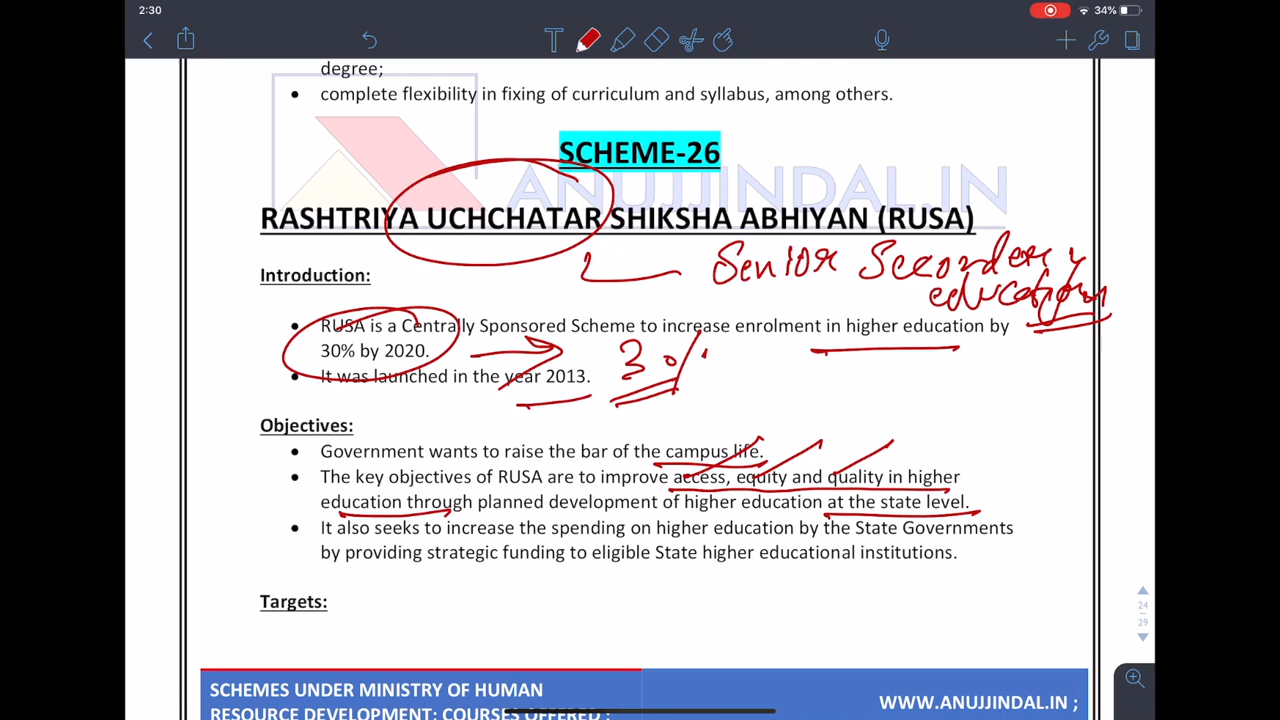 2:30
34%
T
degree;
• complete flexibility in fixing of curriculum and syllabus, among others.
SCHEME-26
ANUJJINDAL.IN
RASHTRIYA UCHCHATAR SHIKSHA ABHIYAN (RUSA)
Senior Secondary
education
Introduction:
• RUSA is a Centrally Sponsored Scheme to increase enrolment in higher education by
30% by 2020.
30%
• It was launched in the year 2013.
Objectives:
• Government wants to raise the bar of the campus life.
• The key objectives of RUSA are to improve access, equity and quality in higher
education through planned development of higher education at the state level.
• It also seeks to increase the spending on higher education by the State Governments
by providing strategic funding to eligible State higher educational institutions.
Targets:
24
29
SCHEMES UNDER MINISTRY OF HUMAN
RESOURCE DEVELOPMENT: COURSES OFFERED :
WWW.ANUJJINDAL.IN ;